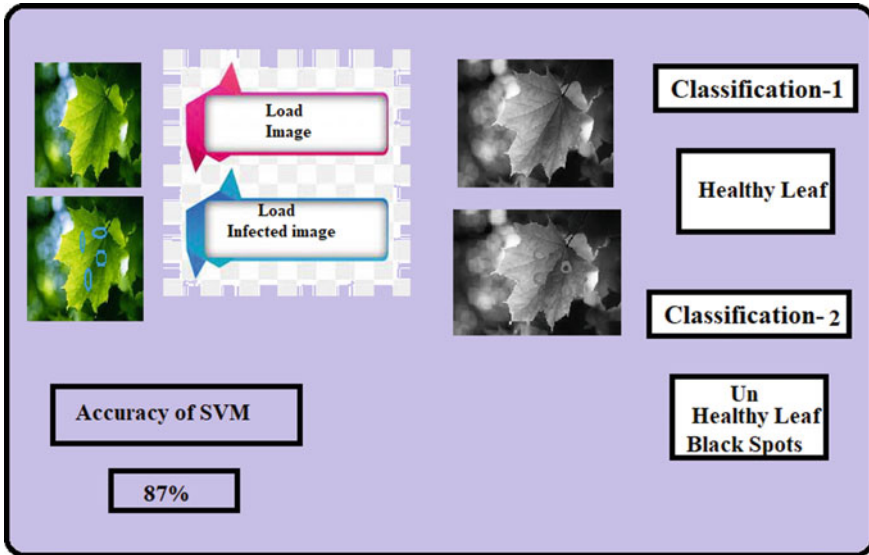 Load
Image
Load
Infected image
Classification-1
Healthy Leaf
Classification- 2
Un
Healthy Leaf
Black Spots
Accuracy of SVM
87%